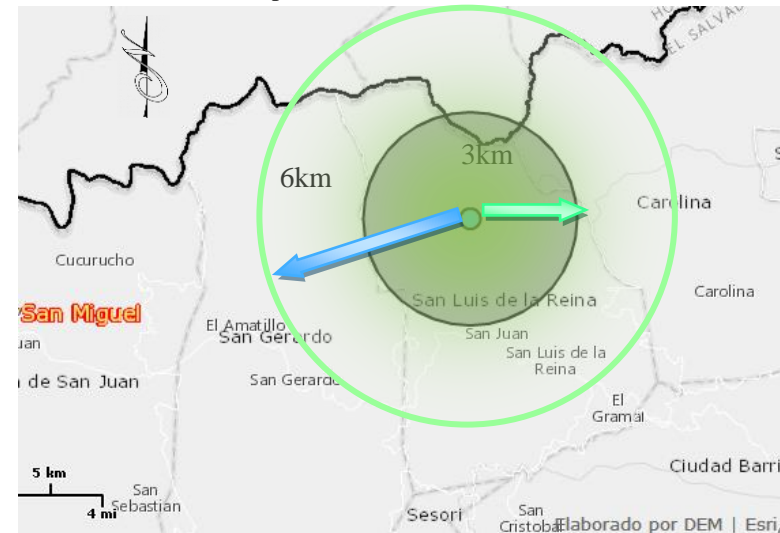 HO
EL SALVAD
3km
6km
S
Carolina
Cucurucho
Carolina
San Miguel
San Luis de la Reina
El Amatillo
San Gerardo
San Juan
uan
San Luis de la
Reina
n de San Juan
San Gerardo
El
Gramal
5 km
Ciudad Barri
San
Sebastian
4 mi
Sesori
San
Cristobal
Elaborado por DEM | Esri,